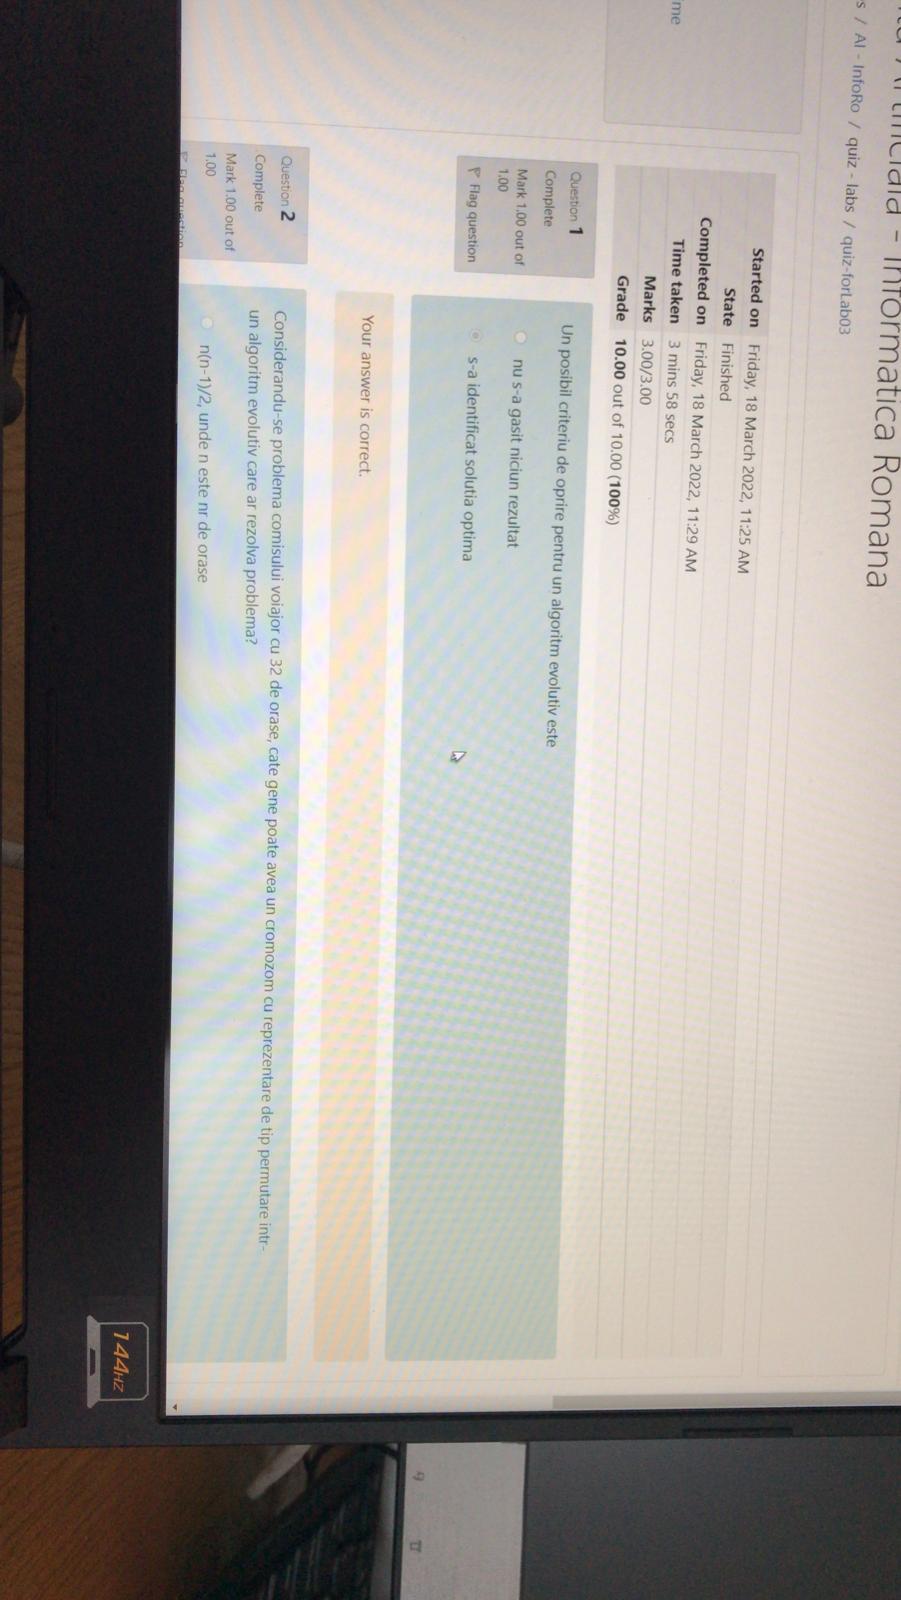 Artificiala - Informatica Romana
s / AI - InfoRo / quiz - labs / quiz-forLab03
me
Started on Friday, 18 March 2022, 11:25 AM
State Finished
Completed on Friday, 18 March 2022, 11:29 AM
Time taken 3 mins 58 secs
Marks 3.00/3.00
Grade 10.00 out of 10.00 (100%)
Question 1
Complete
Mark 1.00 out of
1.00
Flag question
Un posibil criteriu de oprire pentru un algoritm evolutiv este
nu s-a gasit niciun rezultat
s-a identificat solutia optima
Your answer is correct.
Question 2
Complete
Mark 1.00 out of
1.00
Flag question
Considerandu-se problema comisului voiajor cu 32 de orase, cate gene poate avea un cromozom cu reprezentare de tip permutare intr-
un algoritm evolutiv care ar rezolva problema?
n(n-1)/2, unde n este nr de orase
144HZ